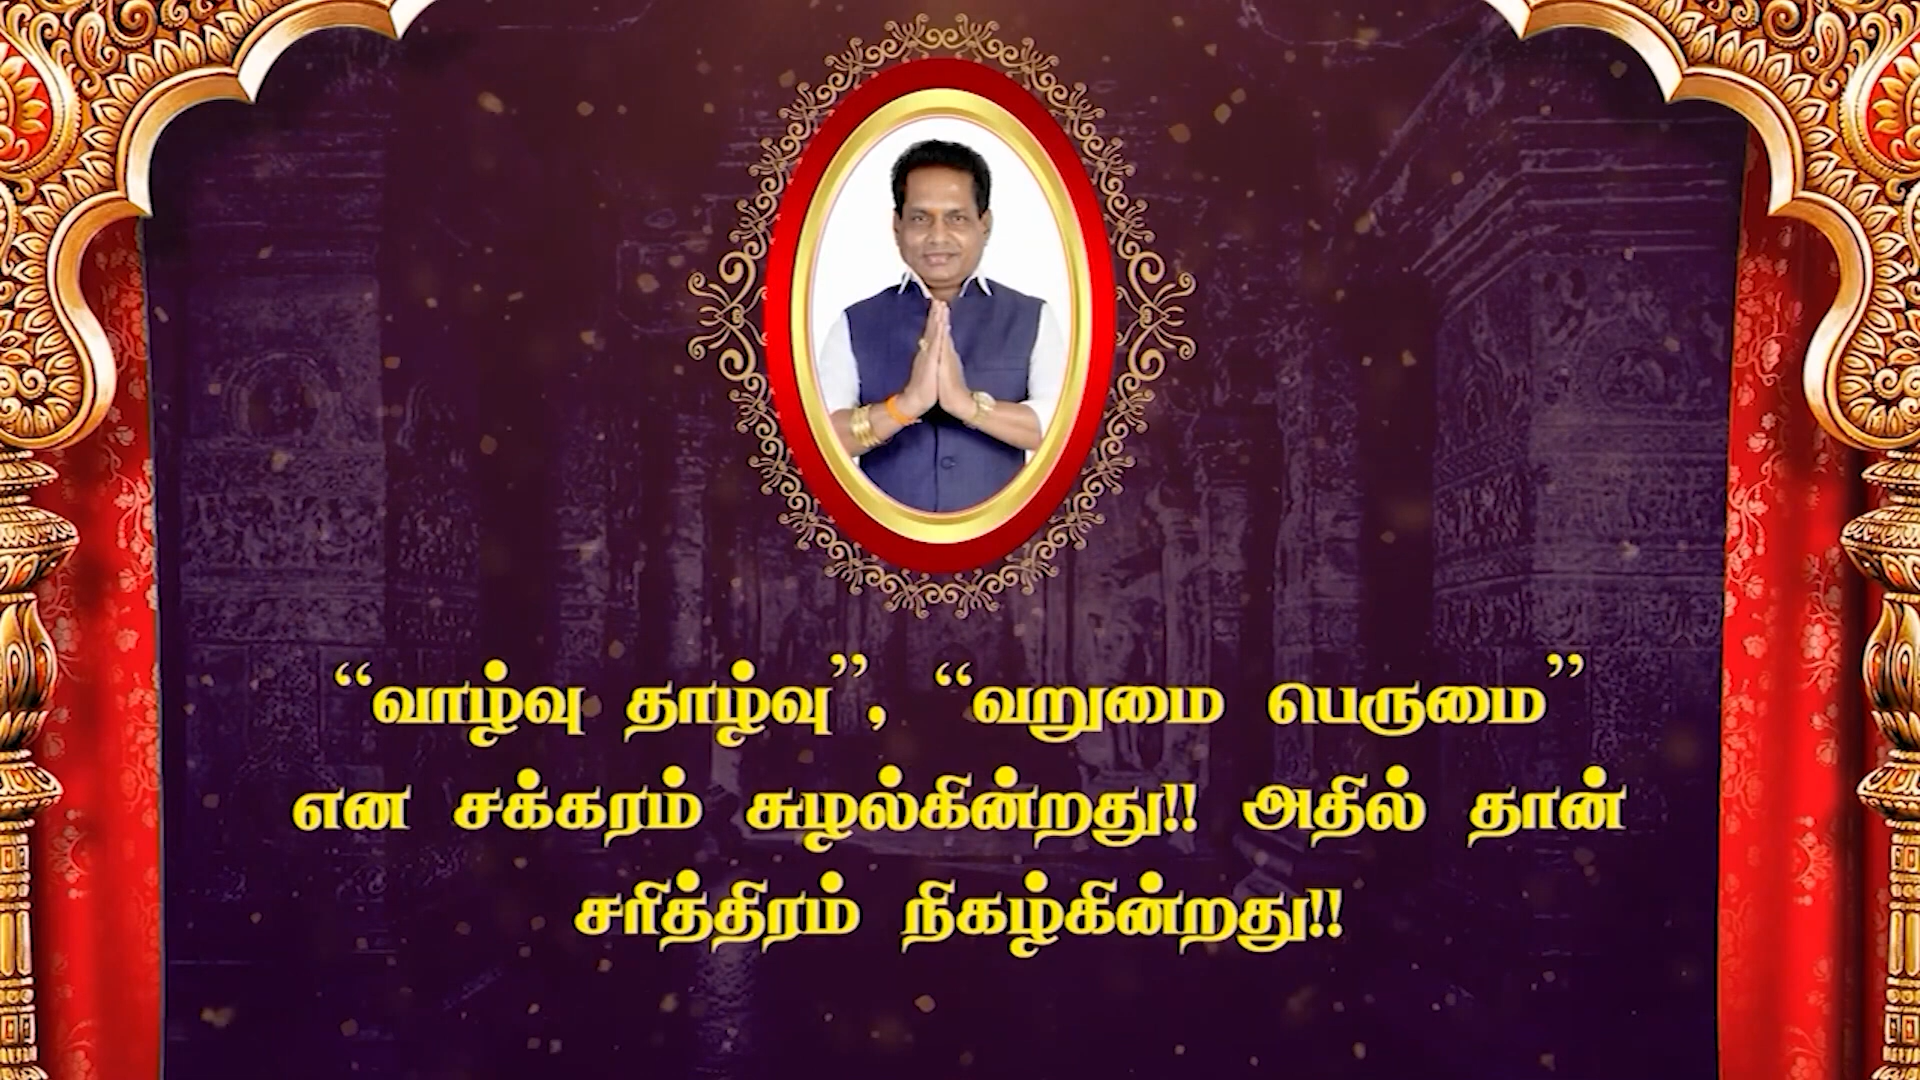 “வாழ்வு தாழ்வு”, “வறுமை பெருமை”
என சக்கரம் சுழல்கின்றது!! அதில் தான்
சரித்திரம் நிகழ்கின்றது!!